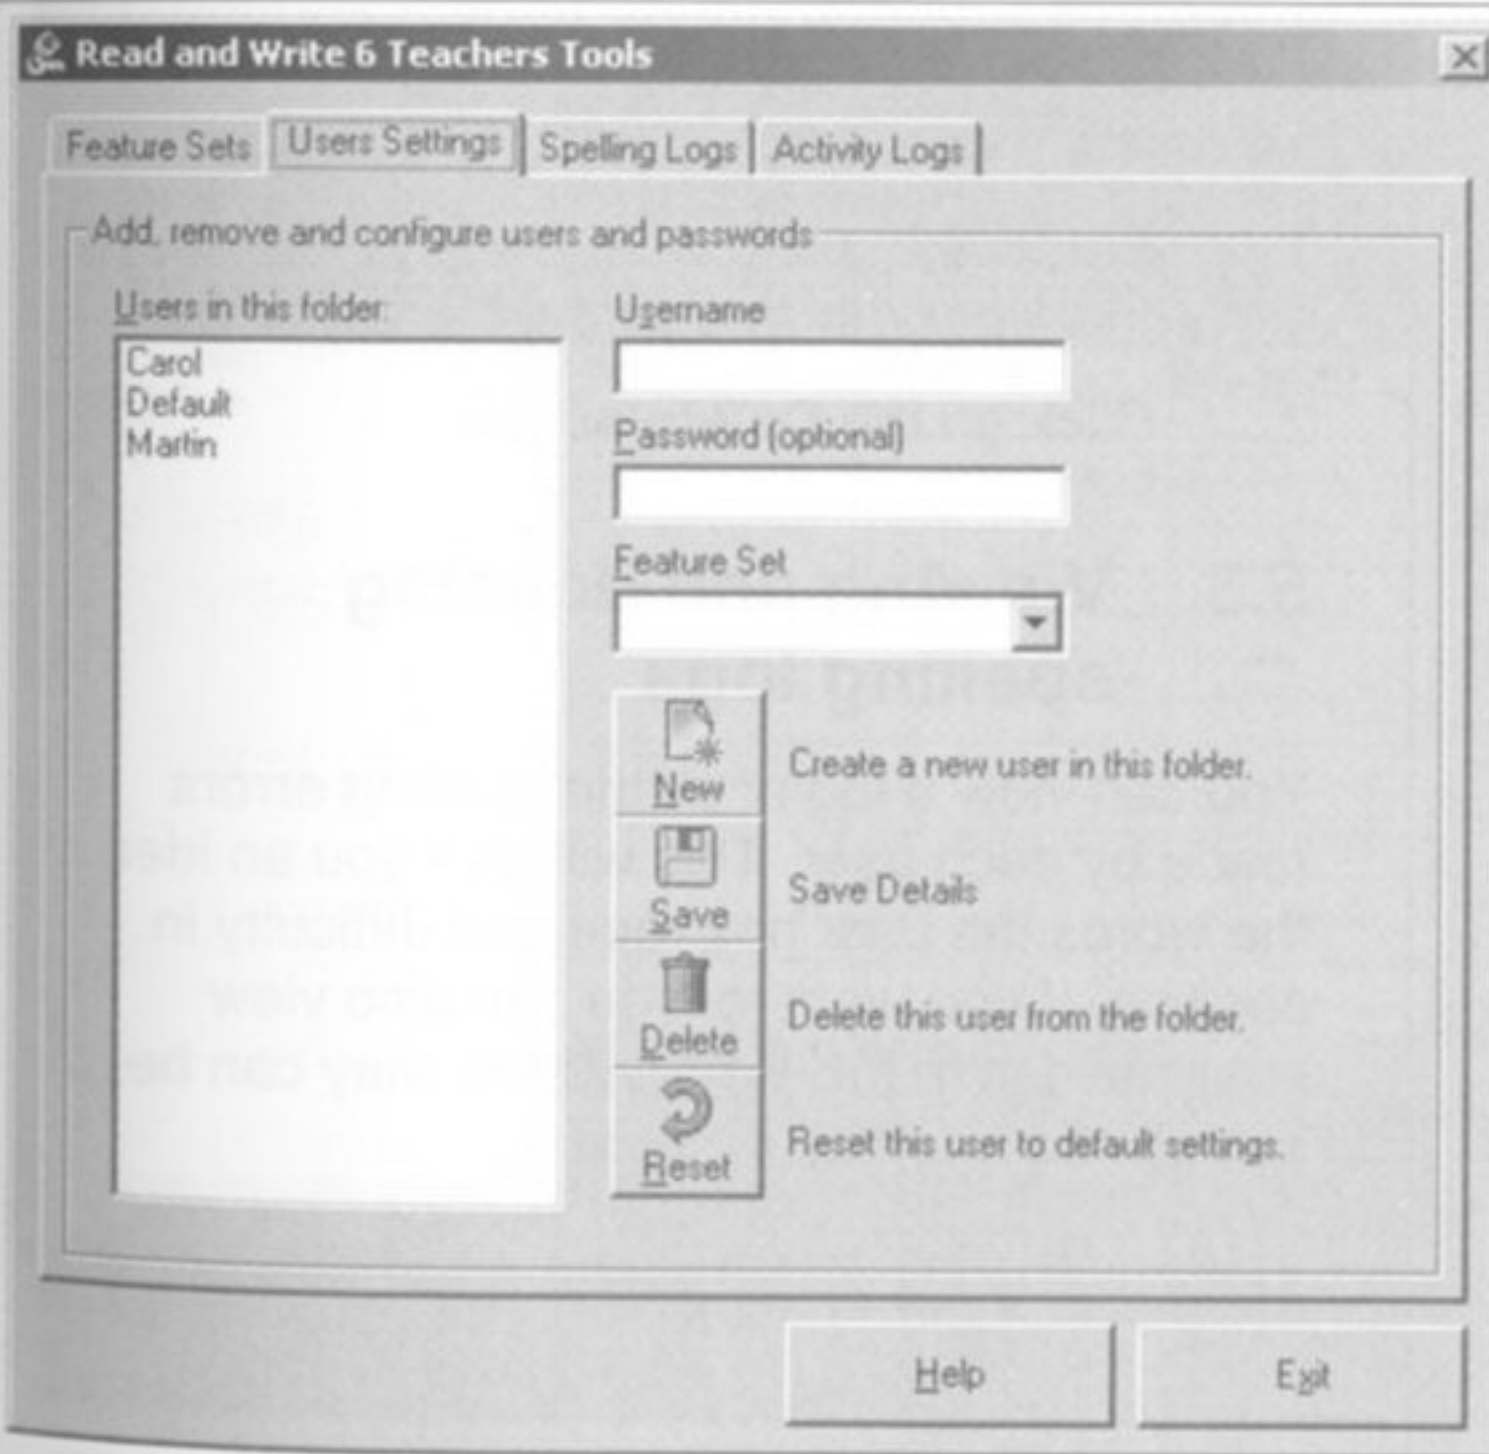 Read and Write 6 Teachers Tools
Feature Sets Users Settings Spelling Logs Activity Logs
Add, remove and configure users and passwords
Users in this folder:
Carol
Default
Martin
Username
Password (optional)
Feature Set
New
Create a new user in this folder.
Save
Save Details
Delete
Delete this user from the folder.
Reset
Reset this user to default settings.
Help
Exit